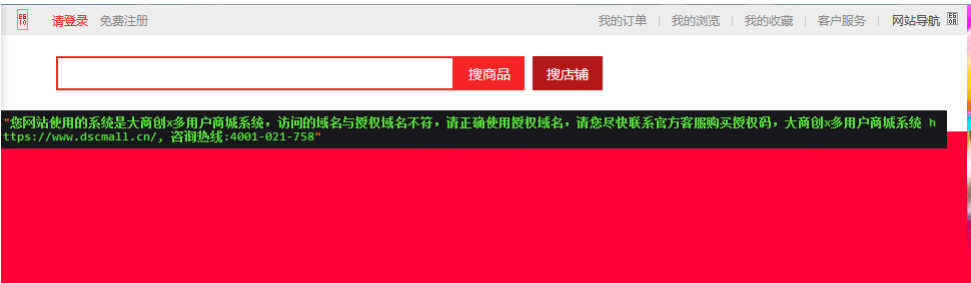 请登录 免费注册 我的订单 我的浏览 我的收藏 客户服务 网站导航
搜商品 搜店铺
"您网站使用的系统是大商创x多用户商城系统，访问的域名与授权域名不符，请正确使用授权域名，请您尽快联系官方客服购买授权码，大商创x多用户商城系统 h
ttps://www.dscmall.cn/, 咨询热线:4001-021-758"